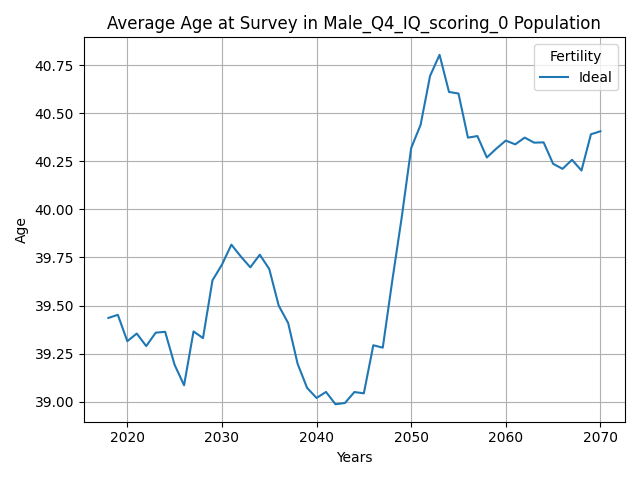 Average Age at Survey in Male_Q4_IQ_scoring_0 Population
Fertility
Ideal
40.75
40.50
40.25
40.00
39.75
39.50
39.25
39.00
Age
2020 2030 2040 2050 2060 2070
Years